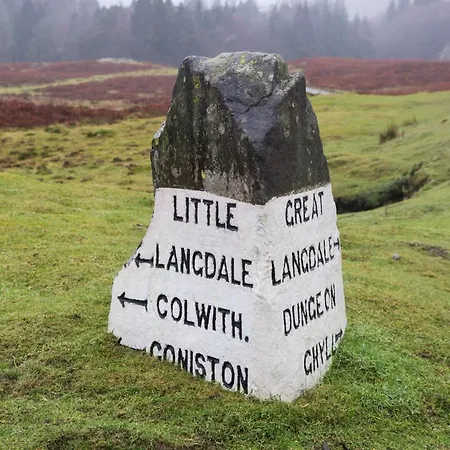 LITTLE
LANGDALE
COLWITH.
CONISTON
GREAT
LANGDALE
DUNGEON
GHYLL